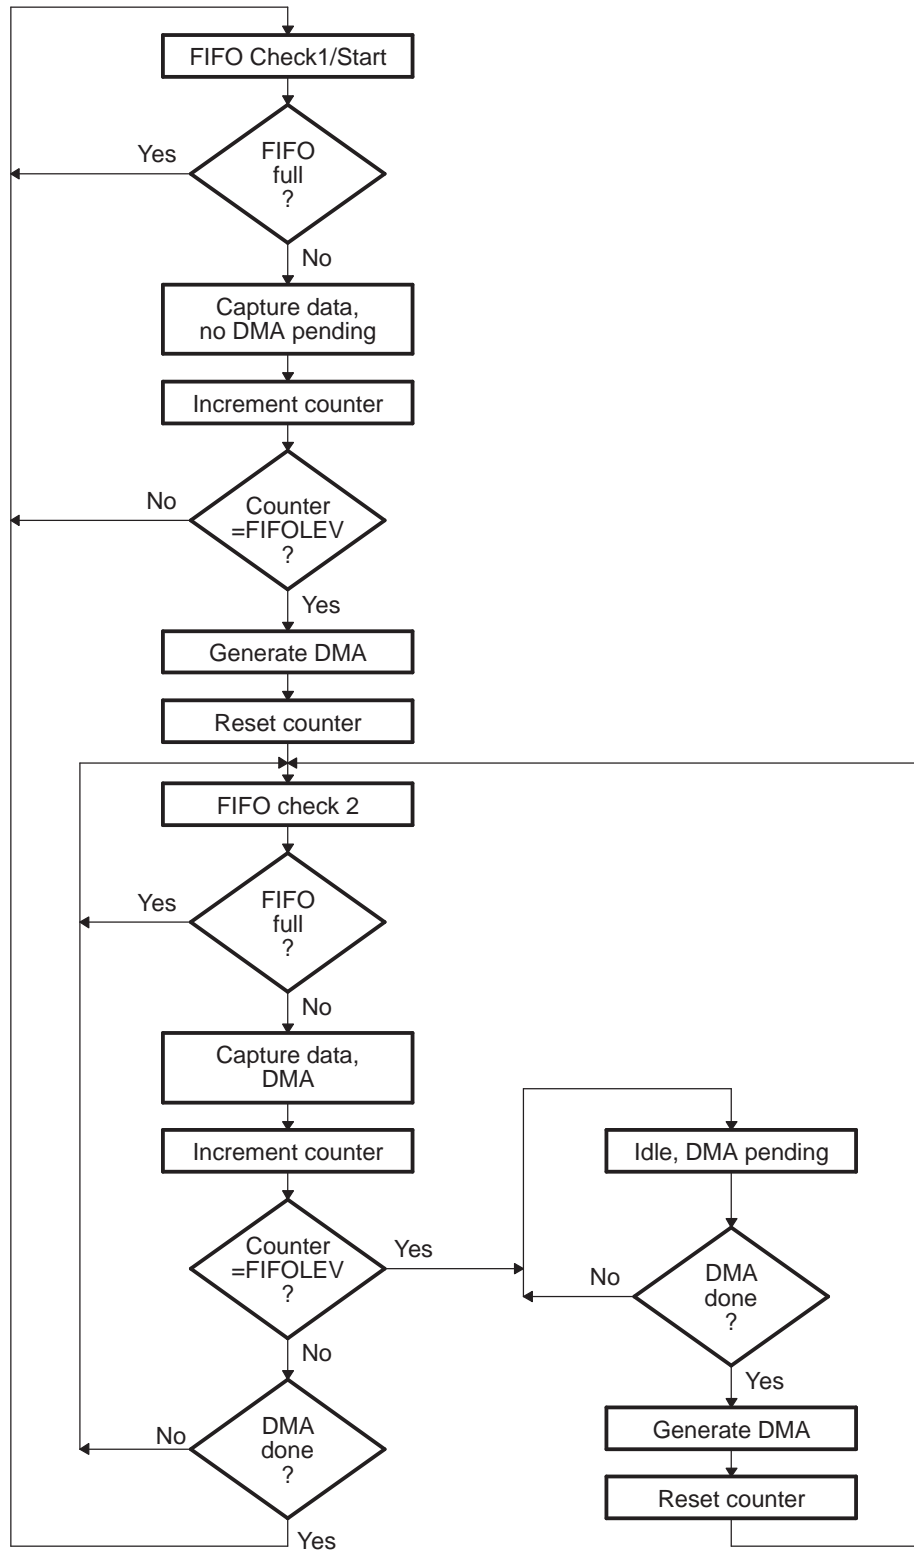 FIFO Check1/Start
Yes
FIFO
full
?
No
Capture data,
no DMA pending
Increment counter
No
Counter
=FIFOLEV
?
Yes
Generate DMA
Reset counter
FIFO check 2
Yes
FIFO
full
?
No
Capture data,
DMA
Increment counter
Idle, DMA pending
Counter
=FIFOLEV
?
Yes
No
DMA
done
?
No
Yes
No
DMA
done
?
Generate DMA
Reset counter
Yes